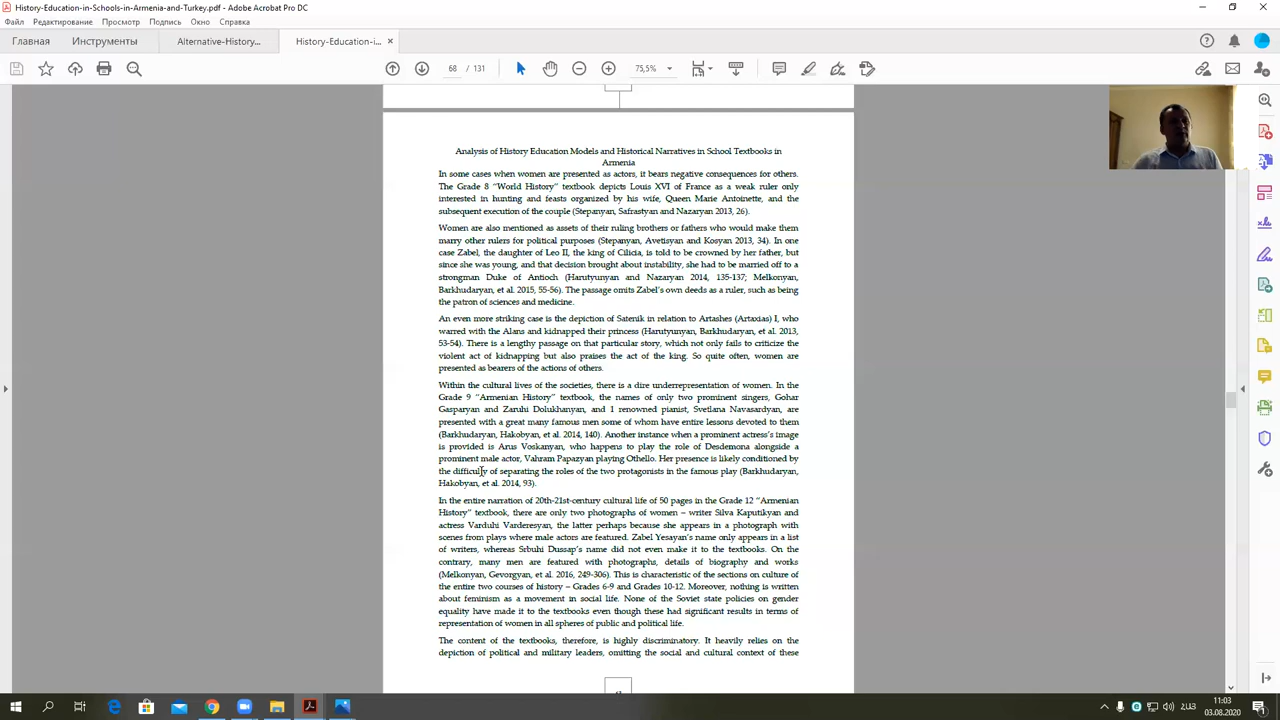 History-Education-in-Schools-in-Armenia-and-Turkey.pdf - Adobe Acrobat Pro DC
Файл Редактирование Просмотр Подпись Окно Справка
Главная Инструменты Alternative-History... History-Education-i... ×
68 / 131 75,5%
Analysis of History Education Models and Historical Narratives in School Textbooks in
Armenia
In some cases when women are presented as actors, it bears negative consequences for others.
The Grade 8 “World History” textbook depicts Louis XVI of France as a weak ruler only
interested in hunting and feasts organized by his wife, Queen Marie Antoinette, and the
subsequent execution of the couple (Stepanyan, Safrastyan and Nazaryan 2013, 26).
Women are also mentioned as assets of their ruling brothers or fathers who would make them
marry other rulers for political purposes (Stepanyan, Avetisyan and Kosyan 2013, 34). In one
case Zabel, the daughter of Leo II, the king of Cilicia, is told to be crowned by her father, but
since she was young, and that decision brought about instability, she had to be married off to a
strongman Duke of Antioch (Harutyunyan and Nazaryan 2014, 135-137; Melkonyan,
Barkhudaryan, et al. 2015, 55-56). The passage omits Zabel’s own deeds as a ruler, such as being
the patron of sciences and medicine.
An even more striking case is the depiction of Satenik in relation to Artashes (Artaxias) I, who
warred with the Alans and kidnapped their princess (Harutyunyan, Barkhudaryan, et al. 2013,
53-54). There is a lengthy passage on that particular story, which not only fails to criticize the
violent act of kidnapping but also praises the act of the king. So quite often, women are
presented as bearers of the actions of others.
Within the cultural lives of the societies, there is a dire underrepresentation of women. In the
Grade 9 “Armenian History” textbook, the names of only two prominent singers, Gohar
Gasparyan and Zaruhi Dolukhanyan, and 1 renowned pianist, Svetlana Navasardyan, are
presented with a great many famous men some of whom have entire lessons devoted to them
(Barkhudaryan, Hakobyan, et al. 2014, 140). Another instance when a prominent actress’s image
is provided is Arus Voskanyan, who happens to play the role of Desdemona alongside a
prominent male actor, Vahram Papazyan playing Othello. Her presence is likely conditioned by
the difficulty of separating the roles of the two protagonists in the famous play (Barkhudaryan,
Hakobyan, et al. 2014, 93).
In the entire narration of 20th-21st-century cultural life of 50 pages in the Grade 12 “Armenian
History” textbook, there are only two photographs of women – writer Silva Kaputikyan and
actress Varduhi Varderesyan, the latter perhaps because she appears in a photograph with
scenes from plays where male actors are featured. Zabel Yesayan’s name only appears in a list
of writers, whereas Srbuhi Dussap’s name did not even make it to the textbooks. On the
contrary, many men are featured with photographs, details of biography and works
(Melkonyan, Gevorgyan, et al. 2016, 249-306). This is characteristic of the sections on culture of
the entire two courses of history – Grades 6-9 and Grades 10-12. Moreover, nothing is written
about feminism as a movement in social life. None of the Soviet state policies on gender
equality have made it to the textbooks even though these had significant results in terms of
representation of women in all spheres of public and political life.
The content of the textbooks, therefore, is highly discriminatory. It heavily relies on the
depiction of political and military leaders, omitting the social and cultural context of these
11:03
03.08.2020